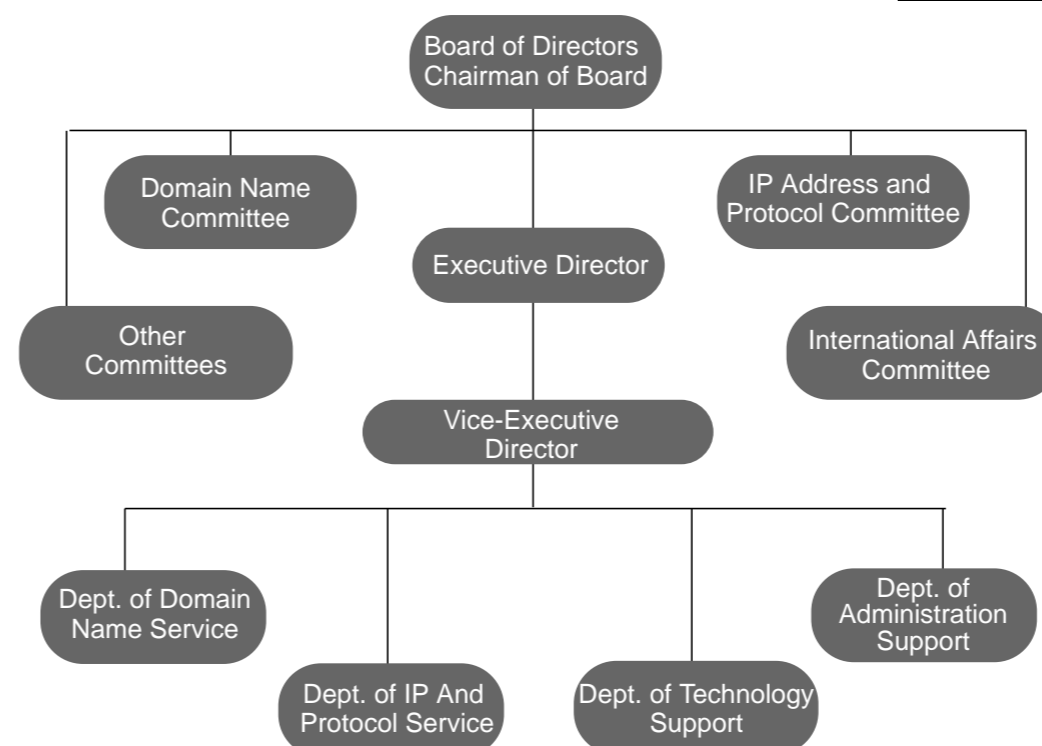 Board of Directors
Chairman of Board
Domain Name
Committee
IP Address and
Protocol Committee
Executive Director
Other
Committees
International Affairs
Committee
Vice-Executive
Director
Dept. of Domain
Name Service
Dept. of IP And
Protocol Service
Dept. of Technology
Support
Dept. of
Administration
Support